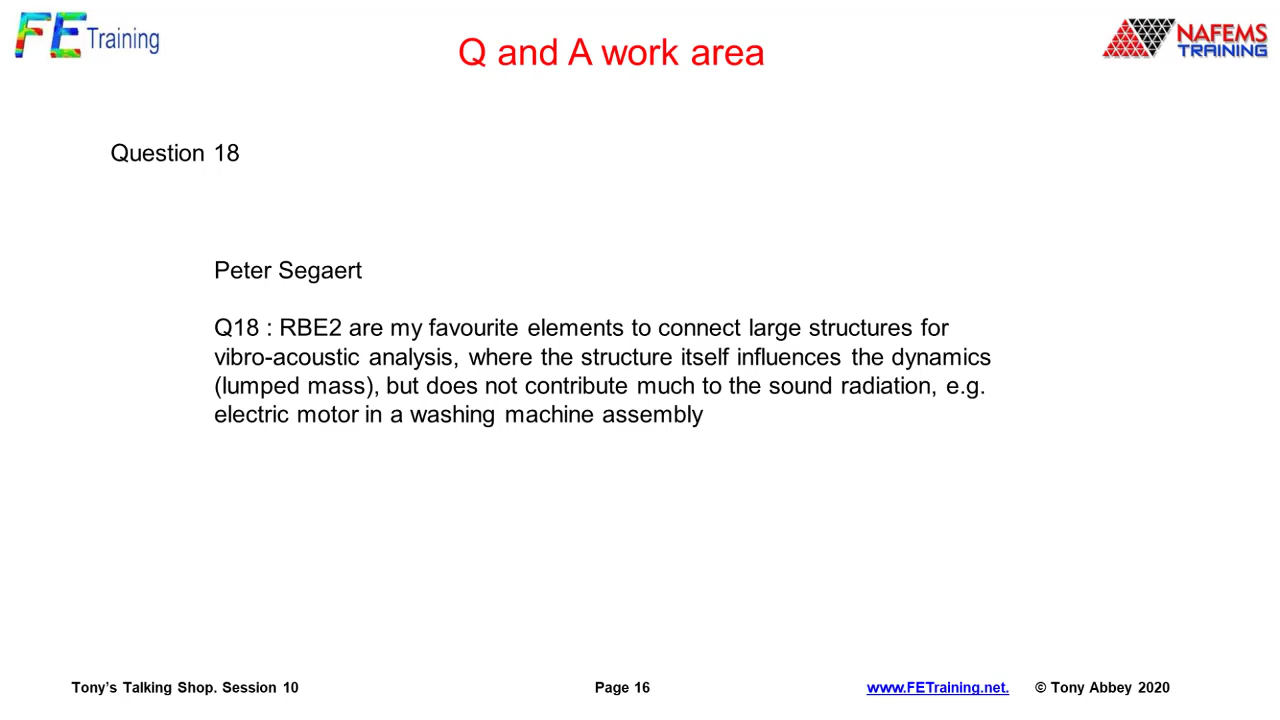 FE Training
Q and A work area
NAFEMS
TRAINING
Question 18
Peter Segaert
Q18 : RBE2 are my favourite elements to connect large structures for
vibro-acoustic analysis, where the structure itself influences the dynamics
(lumped mass), but does not contribute much to the sound radiation, e.g.
electric motor in a washing machine assembly
Tony’s Talking Shop. Session 10
Page 16
www.FETraining.net.
© Tony Abbey 2020